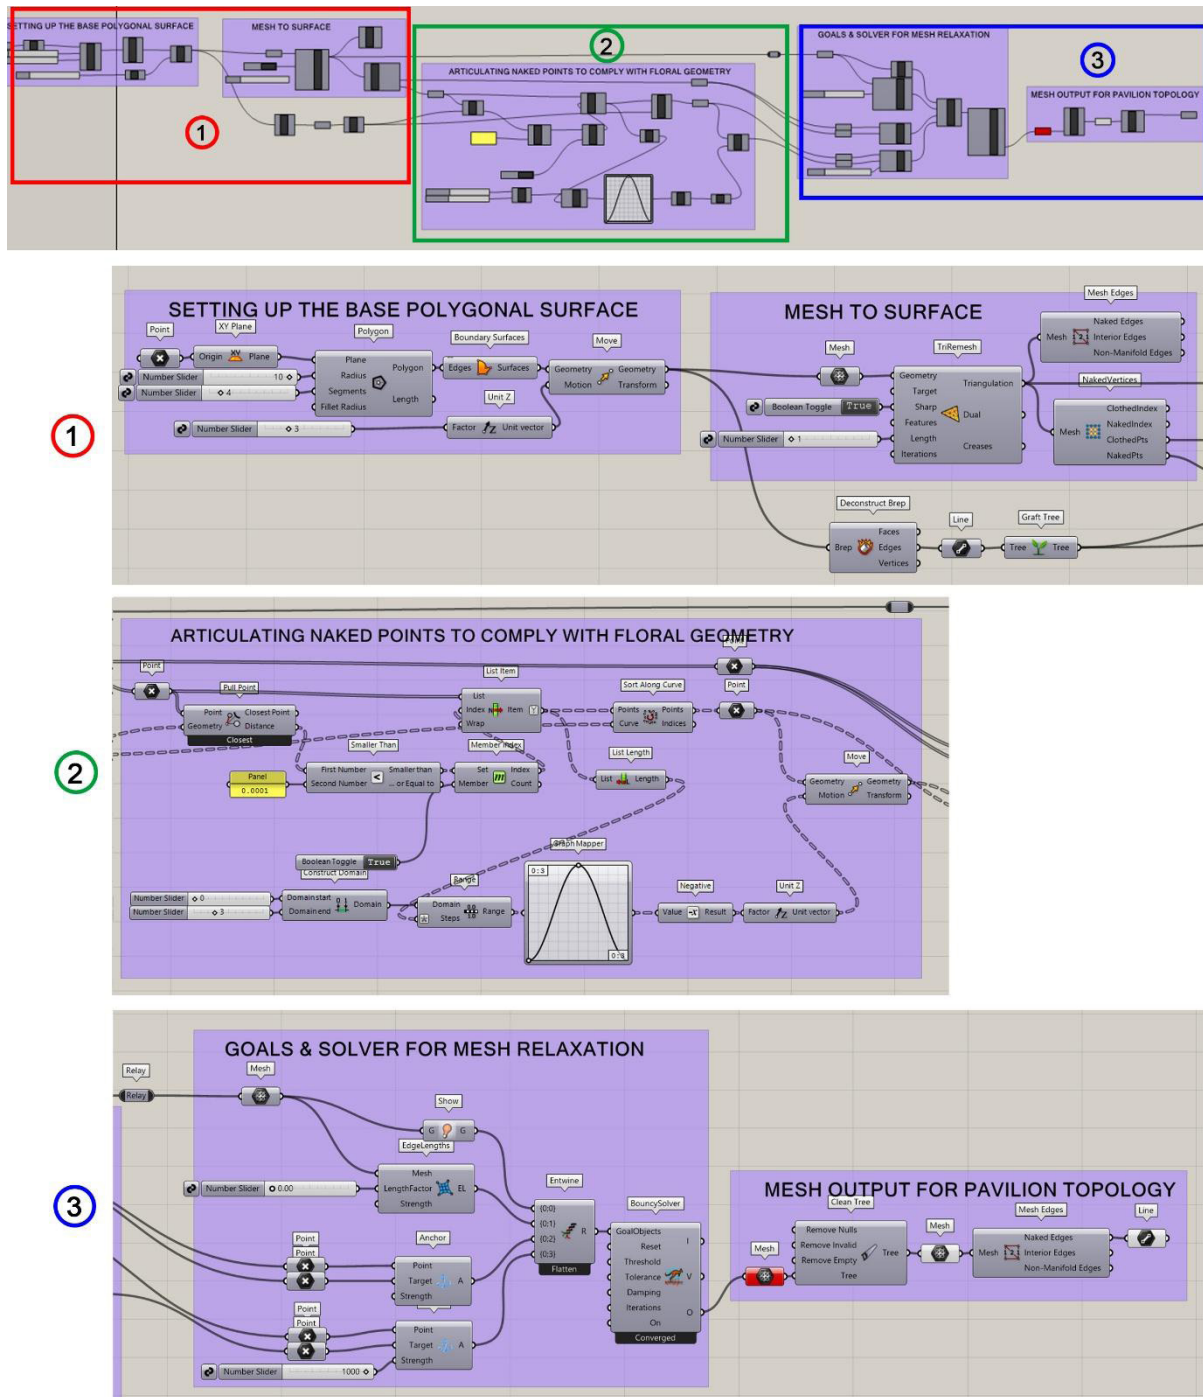 SETTING UP THE BASE POLYGONAL SURFACE
MESH TO SURFACE
1
2
ARTICULATING NAKED POINTS TO COMPLY WITH FLORAL GEOMETRY
GOALS & SOLVER FOR MESH RELAXATION
3
MESH OUTPUT FOR PAVILION TOPOLOGY
1
SETTING UP THE BASE POLYGONAL SURFACE
Point
XY Plane
Origin
Plane
Number Slider
10
Number Slider
4
Polygon
Plane
Radius
Segments
Fillet Radius
Polygon
Length
Boundary Surfaces
Edges
Surfaces
Move
Geometry
Motion
Geometry
Transform
Number Slider
3
Unit Z
Factor
Unit vector
MESH TO SURFACE
Mesh
Boolean Toggle
True
Number Slider
1
TriRemesh
Geometry
Target
Sharp
Features
Length
Iterations
Triangulation
Dual
Creases
Mesh Edges
Mesh
Naked Edges
Interior Edges
Non-Manifold Edges
NakedVertices
Mesh
ClothedIndex
NakedIndex
ClothedPts
NakedPts
Deconstruct Brep
Brep
Faces
Edges
Vertices
Line
Graft Tree
Tree
Tree
2
ARTICULATING NAKED POINTS TO COMPLY WITH FLORAL GEOMETRY
Point
Pull Point
Point
Geometry
Closest Point
Distance
Closest
Panel
0.0001
Smaller Than
First Number
Second Number
Smaller than
... or Equal to
Boolean Toggle
True
Member Index
Set
Member
Index
Count
List Item
List
Index
Wrap
Item
Sort Along Curve
Points
Curve
Points
Indices
Point
Point
List Length
List
Length
Move
Geometry
Motion
Geometry
Transform
Number Slider
0
Number Slider
3
Construct Domain
Domain start
Domain end
Domain
Range
Domain
Steps
Range
Graph Mapper
0:3
0:3
Negative
Value
-x
Result
Unit Z
Factor
Unit vector
3
GOALS & SOLVER FOR MESH RELAXATION
Relay
Relay
Mesh
Show
G
G
Number Slider
0.00
EdgeLengths
Mesh
LengthFactor
Strength
EL
Point
Point
Anchor
Point
Target
Strength
A
Point
Point
Point
Target
Strength
A
Number Slider
1000
Entwine
{0;0}
{0;1}
{0;2}
{0;3}
R
Flatten
BouncySolver
GoalObjects
Reset
Threshold
Tolerance
Damping
Iterations
On
I
V
O
Converged
MESH OUTPUT FOR PAVILION TOPOLOGY
Mesh
Clean Tree
Remove Nulls
Remove Invalid
Remove Empty
Tree
Tree
Mesh
Mesh Edges
Mesh
Naked Edges
Interior Edges
Non-Manifold Edges
Line